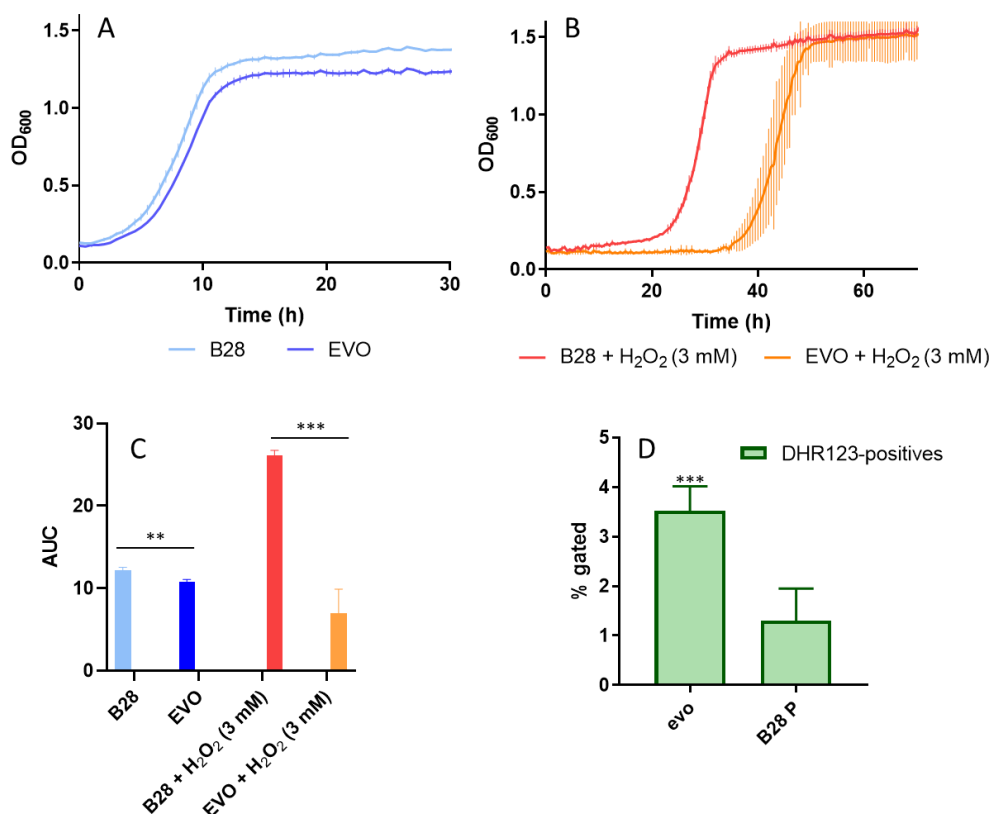 A
OD600
1.5
1.0
0.5
0.0
0 10 20 30
Time (h)
B28 EVO
B
OD600
1.5
1.0
0.5
0.0
0 20 40 60
Time (h)
B28 + H2O2 (3 mM) EVO + H2O2 (3 mM)
C
AUC
30
20
10
0
**
***
B28
EVO
B28 + H2O2 (3 mM)
EVO + H2O2 (3 mM)
D
DHR123-positives
% gated
5
4
3
2
1
0
***
evo
B28 P